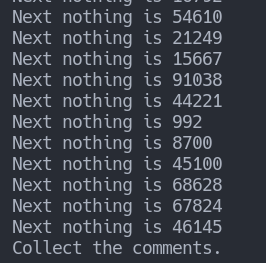 Next nothing is 54610
Next nothing is 21249
Next nothing is 15667
Next nothing is 91038
Next nothing is 44221
Next nothing is 992
Next nothing is 8700
Next nothing is 45100
Next nothing is 68628
Next nothing is 67824
Next nothing is 46145
Collect the comments.